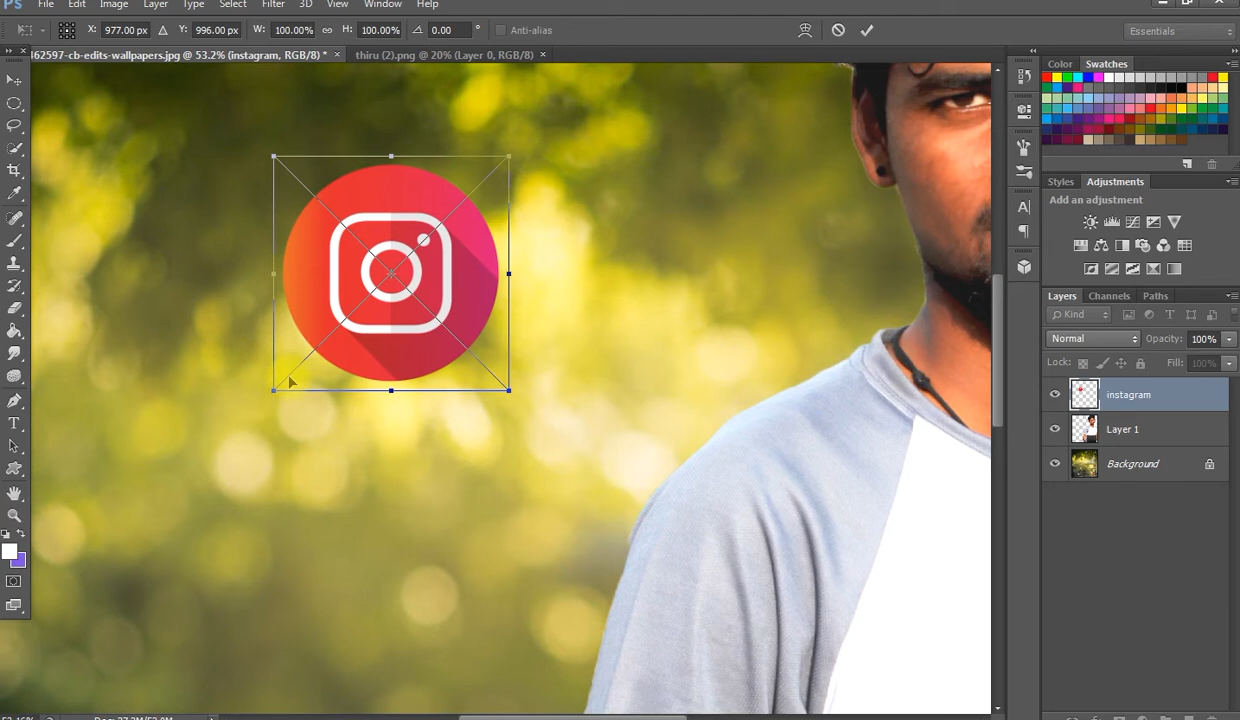 Ps File Edit Image Layer Type Select Filter 3D View Window Help
X: 977.00 px Y: 996.00 px W: 100.00% H: 100.00% 0.00 ° Anti-alias Essentials
462597-cb-edits-wallpapers.jpg @ 53.2% (instagram, RGB/8) * × thiru (2).png @ 20% (Layer 0, RGB/8) ×
Color Swatches
Styles Adjustments
Add an adjustment
Layers Channels Paths
Kind
Normal Opacity: 100%
Lock: Fill: 100%
instagram
Layer 1
Background